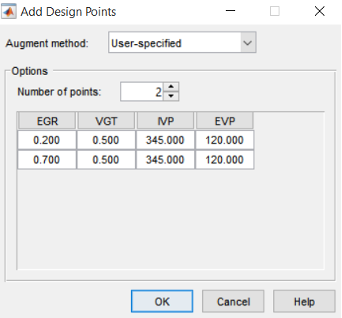 Add Design Points
Augment method: User-specified
Options
Number of points: 2
EGR VGT IVP EVP
0.200 0.500 345.000 120.000
0.700 0.500 345.000 120.000
OK Cancel Help